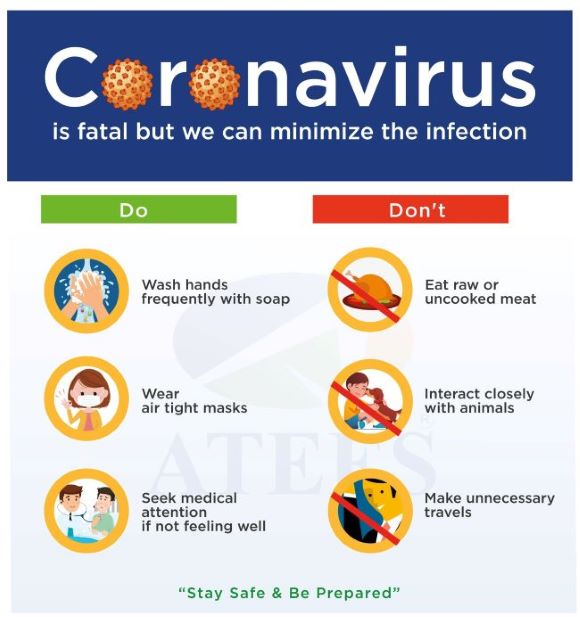 Coronavirus
is fatal but we can minimize the infection
Do
Wash hands
frequently with soap
Wear
air tight masks
Seek medical
attention
if not feeling well
Don't
Eat raw or
uncooked meat
Interact closely
with animals
Make unnecessary
travels
ATEES
“Stay Safe & Be Prepared”